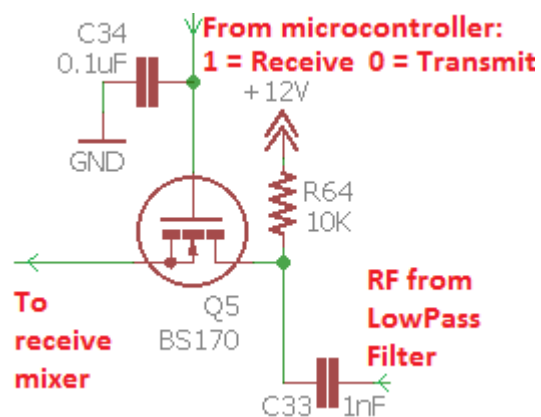 C34
0.1uF
From microcontroller:
1 = Receive 0 = Transmit
+12V
GND
R64
10K
To
receive
mixer
Q5
BS170
RF from
LowPass
Filter
C33
1nF